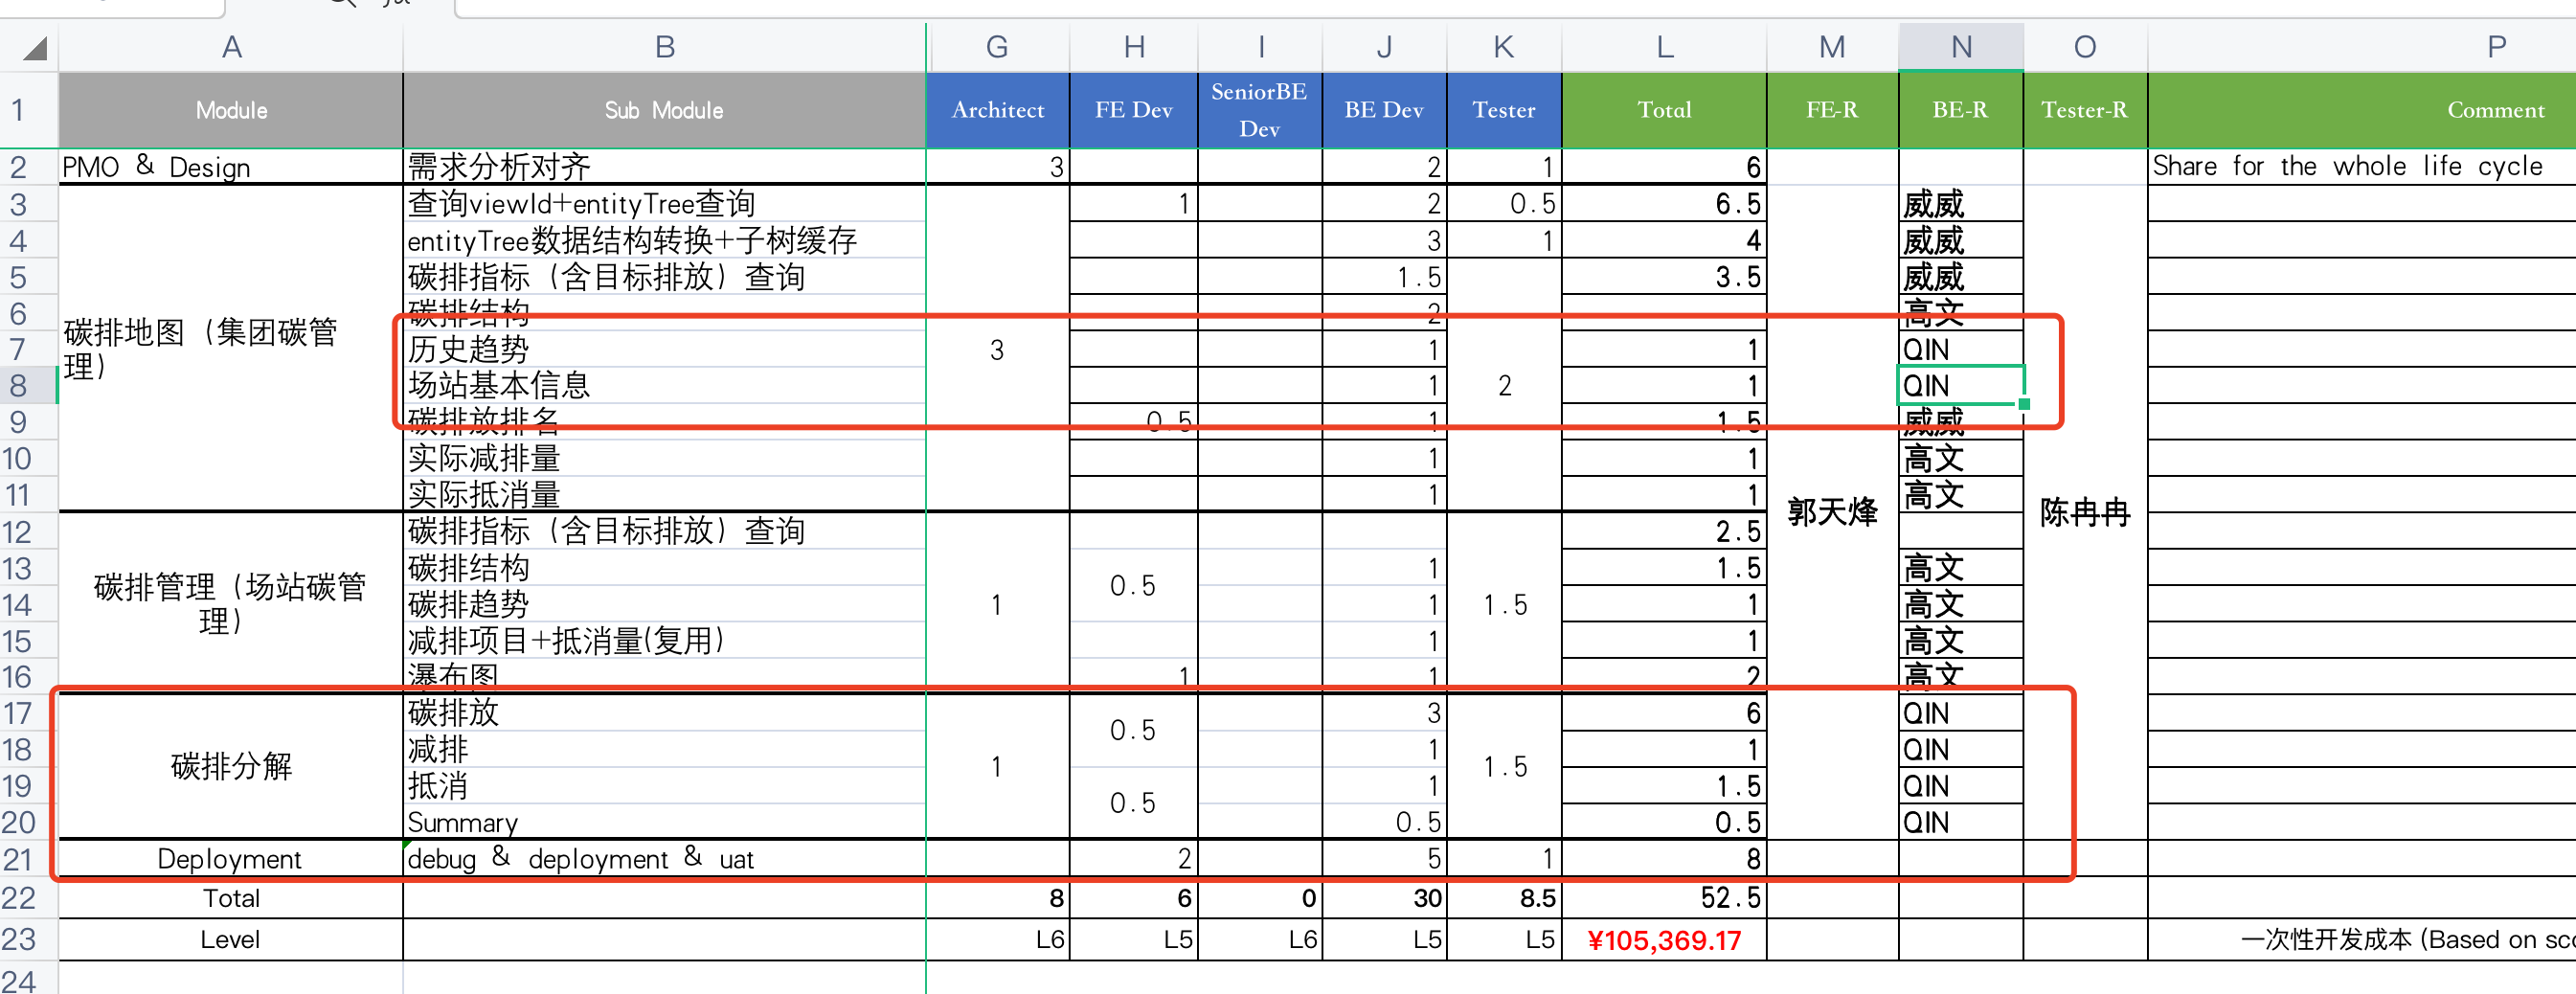 A B G H I J K L M N O P
1 Module Sub Module Architect FE Dev SeniorBE Dev BE Dev Tester Total FE-R BE-R Tester-R Comment
2 PMO & Design 需求分析对齐 3 2 1 6 Share for the whole life cycle
3 查询viewId+entityTree查询 1 2 0.5 6.5 威威
4 entityTree数据结构转换+子树缓存 3 1 4 威威
5 碳排指标（含目标排放）查询 1.5 3.5 威威
6 碳排结构 2 高文
碳排地图（集团碳管
理）
7 历史趋势 3 1 1 QIN
8 场站基本信息 1 2 1 QIN
9 碳排放排名 0.5 1 1.5 威威
10 实际减排量 1 1 高文
11 实际抵消量 1 1 高文
郭天烽 陈冉冉
12 碳排指标（含目标排放）查询 2.5
13 碳排结构 1 1.5 高文
碳排管理（场站碳管
理）
0.5
14 碳排趋势 1 1 1.5 1 高文
15 减排项目+抵消量(复用) 1 1 高文
16 瀑布图 1 1 2 高文
17 碳排放 3 6 QIN
0.5
18 减排 1 1 QIN
碳排分解 1 1.5
19 抵消 1 1.5 QIN
0.5
20 Summary 0.5 0.5 QIN
21 Deployment debug & deployment & uat 2 5 1 8
22 Total 8 6 0 30 8.5 52.5
23 Level L6 L5 L6 L5 L5 ¥105,369.17 一次性开发成本 (Based on
24